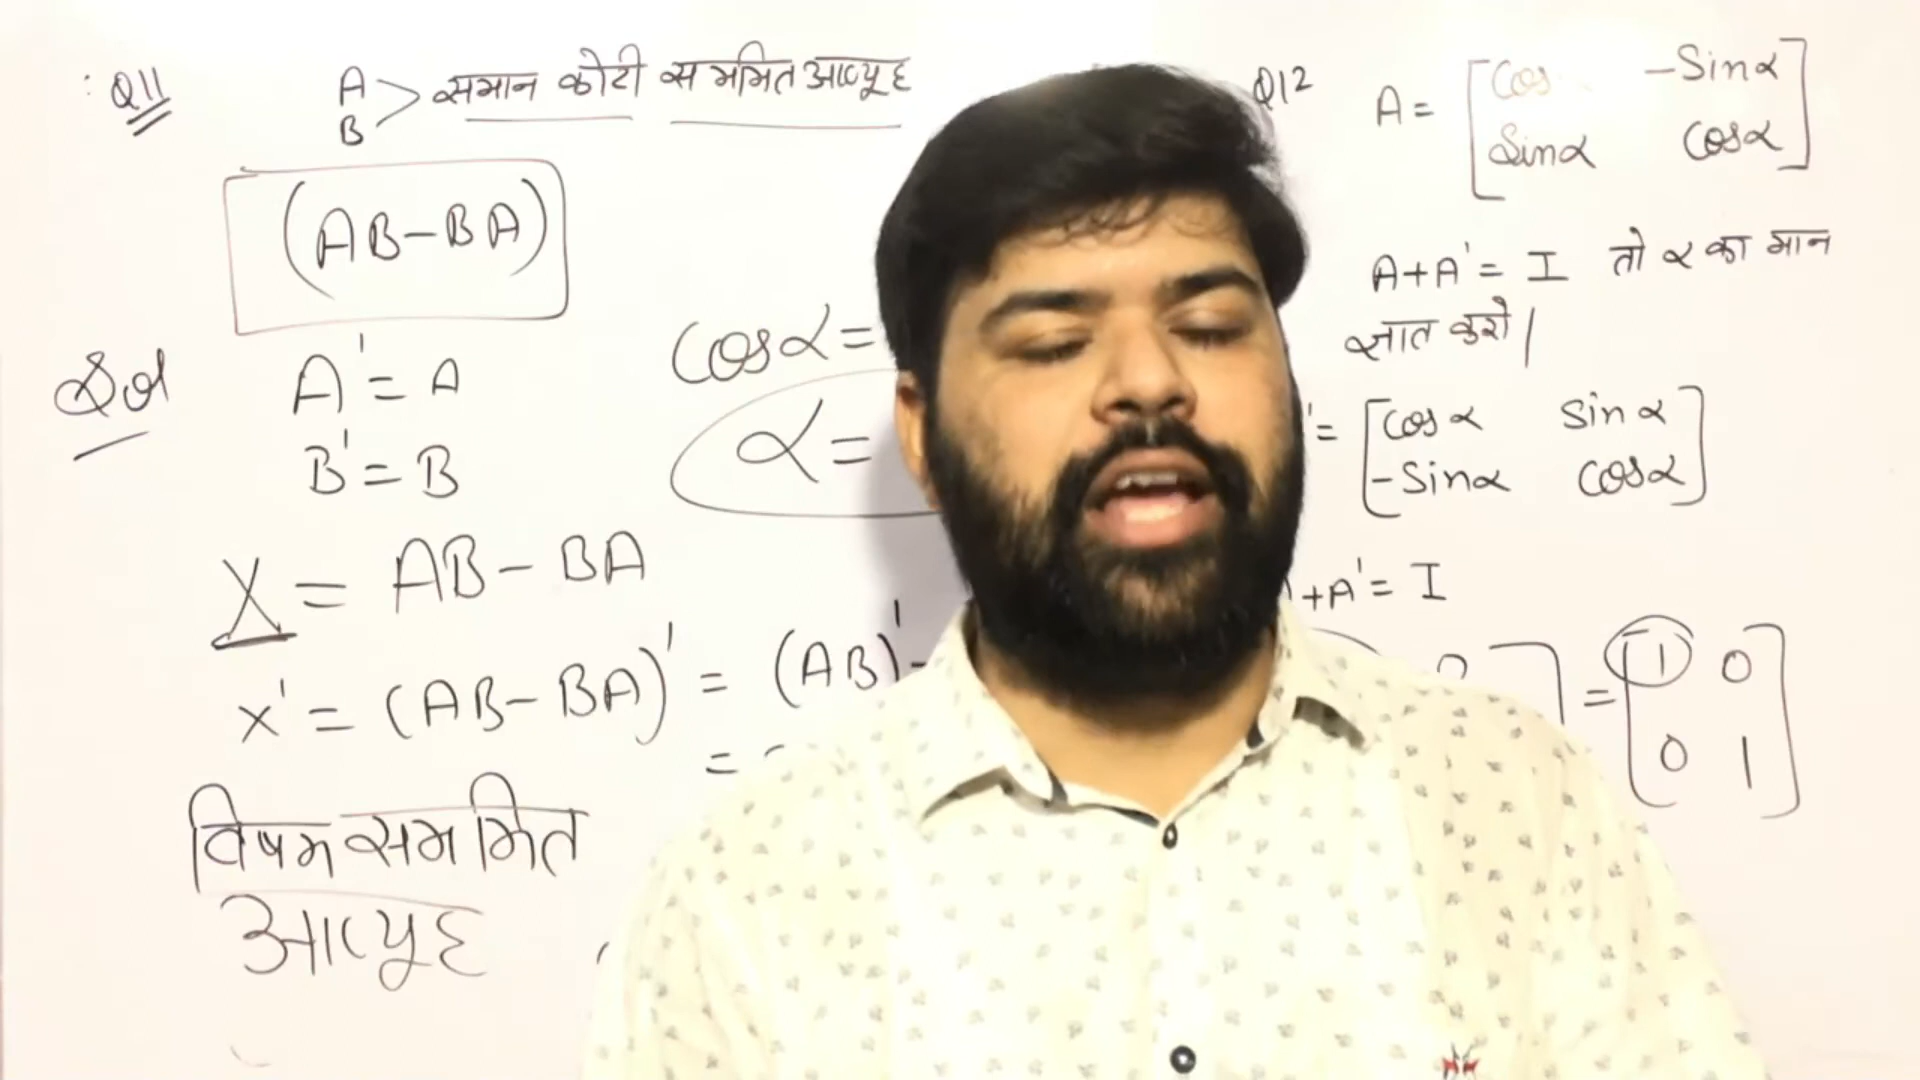 Q11
A
B > समान कोटी सममित आव्यूह
(AB-BA)
Sol
A' = A
B' = B
X = AB - BA
x' = (AB - BA)' = (AB)' -
=
विषम सममित
आव्यूह
cosα =
α =
Q12
A = [Cos -Sinα
Sinα Cosα]
A+A' = I तो α का मान
ज्ञात करो |
' = [Cosα Sinα
-Sinα Cosα]
+A' = I
0 ] = [1 0
0 1]